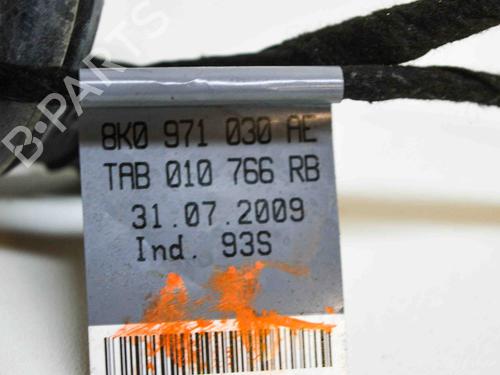 8K0 971 030 AE
TAB 010 766 RB
31.07.2009
Ind. 93S
B-PARTS